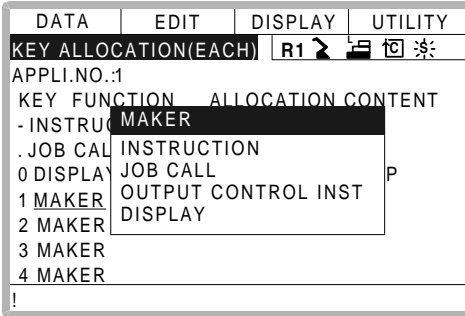 DATA EDIT DISPLAY UTILITY
KEY ALLOCATION(EACH) R1 C S
APPLI.NO.:1
KEY FUNCTION ALLOCATION CONTENT
- INSTRUC
MAKER
. JOB CAL
INSTRUCTION
0 DISPLAY
JOB CALL
P
OUTPUT CONTROL INST
1 MAKER
DISPLAY
2 MAKER
3 MAKER
4 MAKER
!